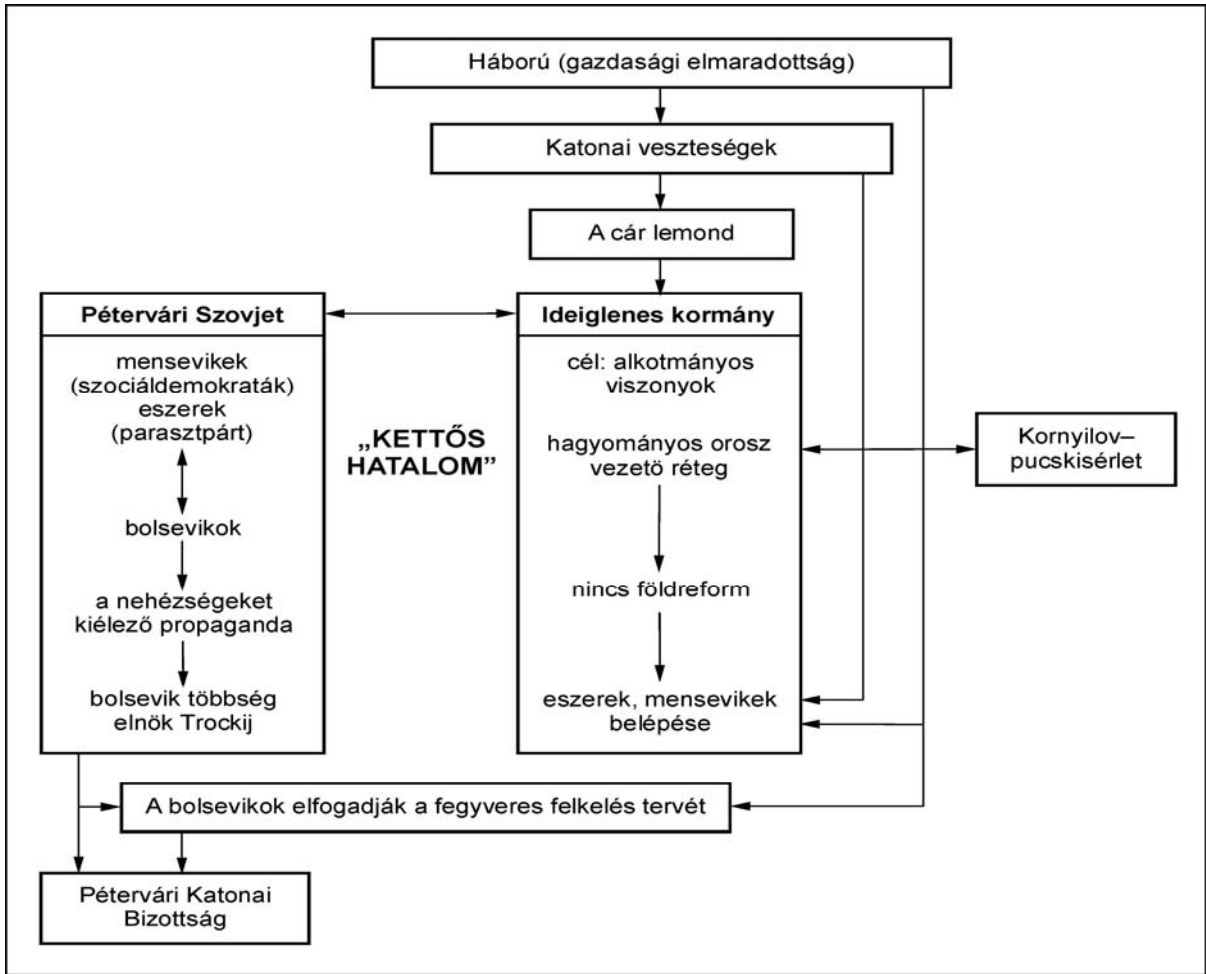 Háború (gazdasági elmaradottság)
Katonai veszteségek
A cár lemond
Pétervári Szovjet
mensevikek
(szociáldemokraták)
eszerek
(parasztpárt)
bolsevikok
a nehézségeket
kiélező propaganda
bolsevik többség
elnök Trockij
„KETTŐS
HATALOM”
Ideiglenes kormány
cél: alkotmányos
viszonyok
hagyományos orosz
vezetö réteg
nincs földreform
eszerek, mensevikek
belépése
Kornyilov–
pucskisérlet
A bolsevikok elfogadják a fegyveres felkelés tervét
Pétervári Katonai
Bizottság